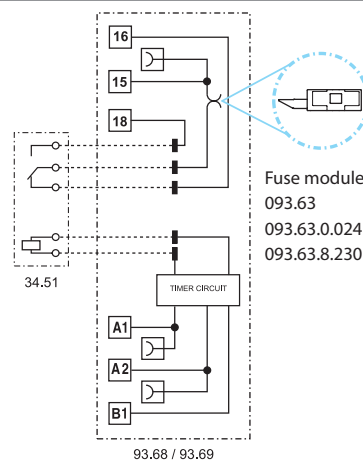 16
15
18
34.51
TIMER CIRCUIT
A1
A2
B1
93.68 / 93.69
Fuse module
093.63
093.63.0.024
093.63.8.230